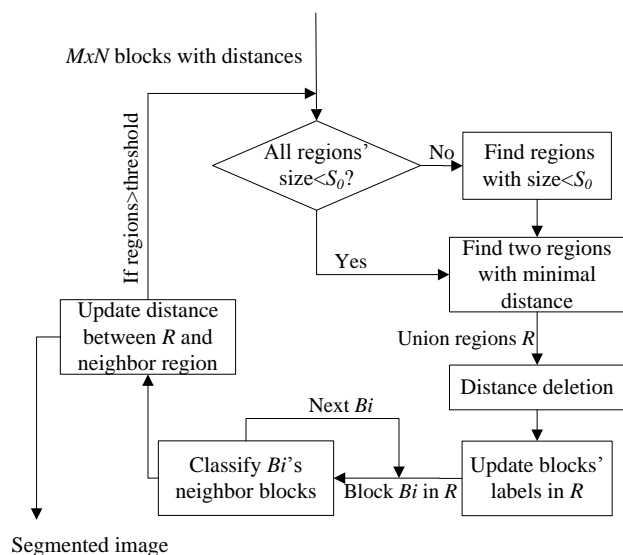 MxN blocks with distances
If regions>threshold
All regions'
size<S0?
No
Find regions
with size<S0
Yes
Find two regions
with minimal
distance
Union regions R
Distance deletion
Update blocks'
labels in R
Block Bi in R
Next Bi
Classify Bi's
neighbor blocks
Update distance
between R and
neighbor region
Segmented image